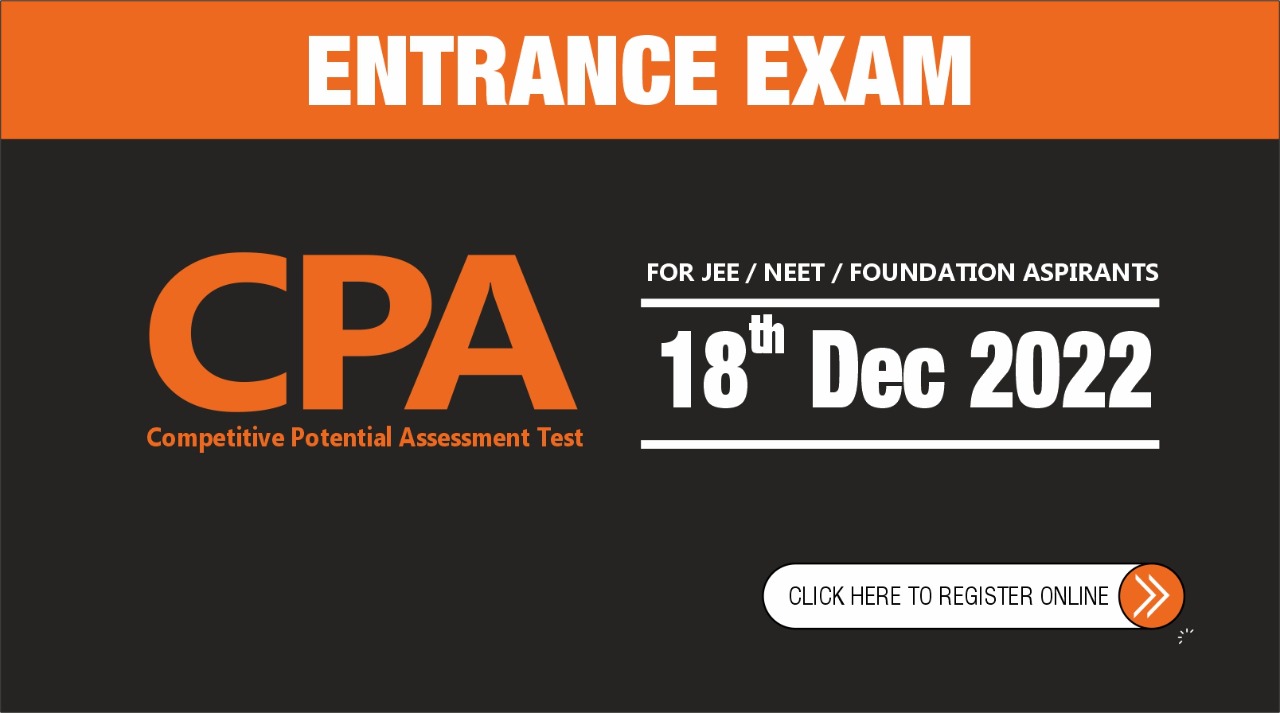 ENTRANCE EXAM
CPA
Competitive Potential Assessment Test
FOR JEE / NEET / FOUNDATION ASPIRANTS
18th Dec 2022
CLICK HERE TO REGISTER ONLINE